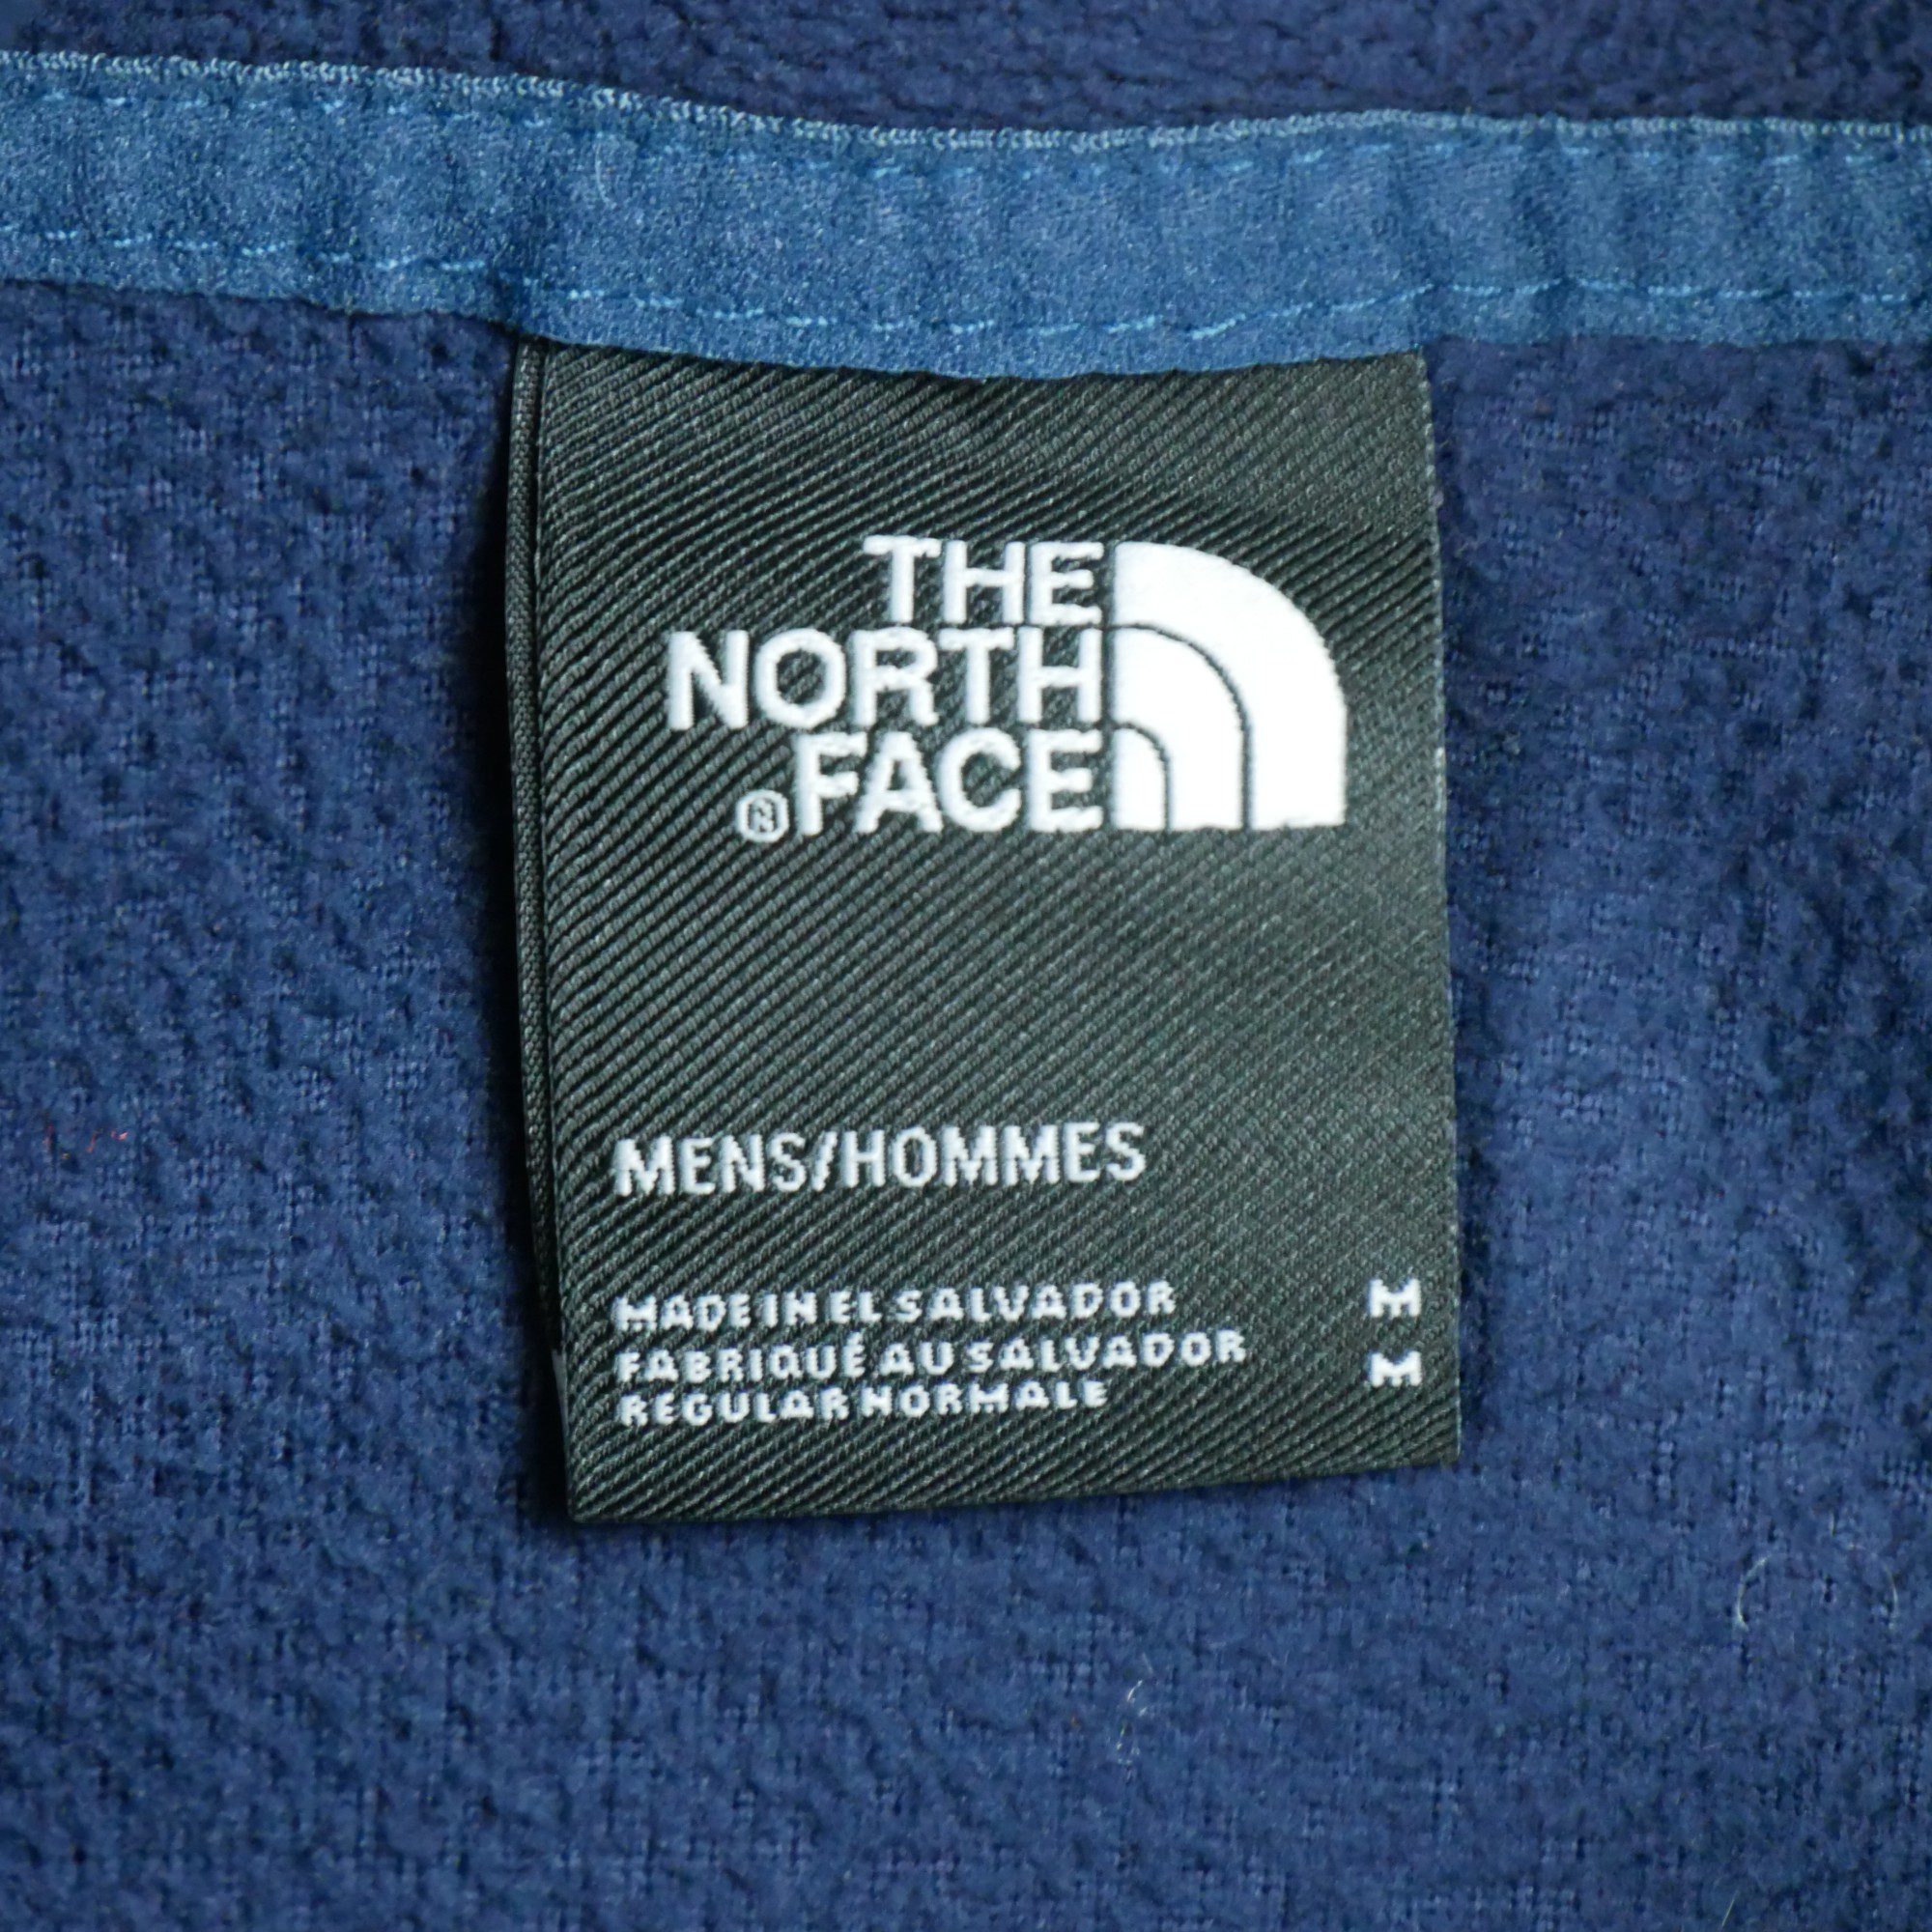 THE
NORTH
®FACE
MENS/HOMMES
MADE IN EL SALVADOR M
FABRIQUÉ AU SALVADOR M
REGULAR NORMALE